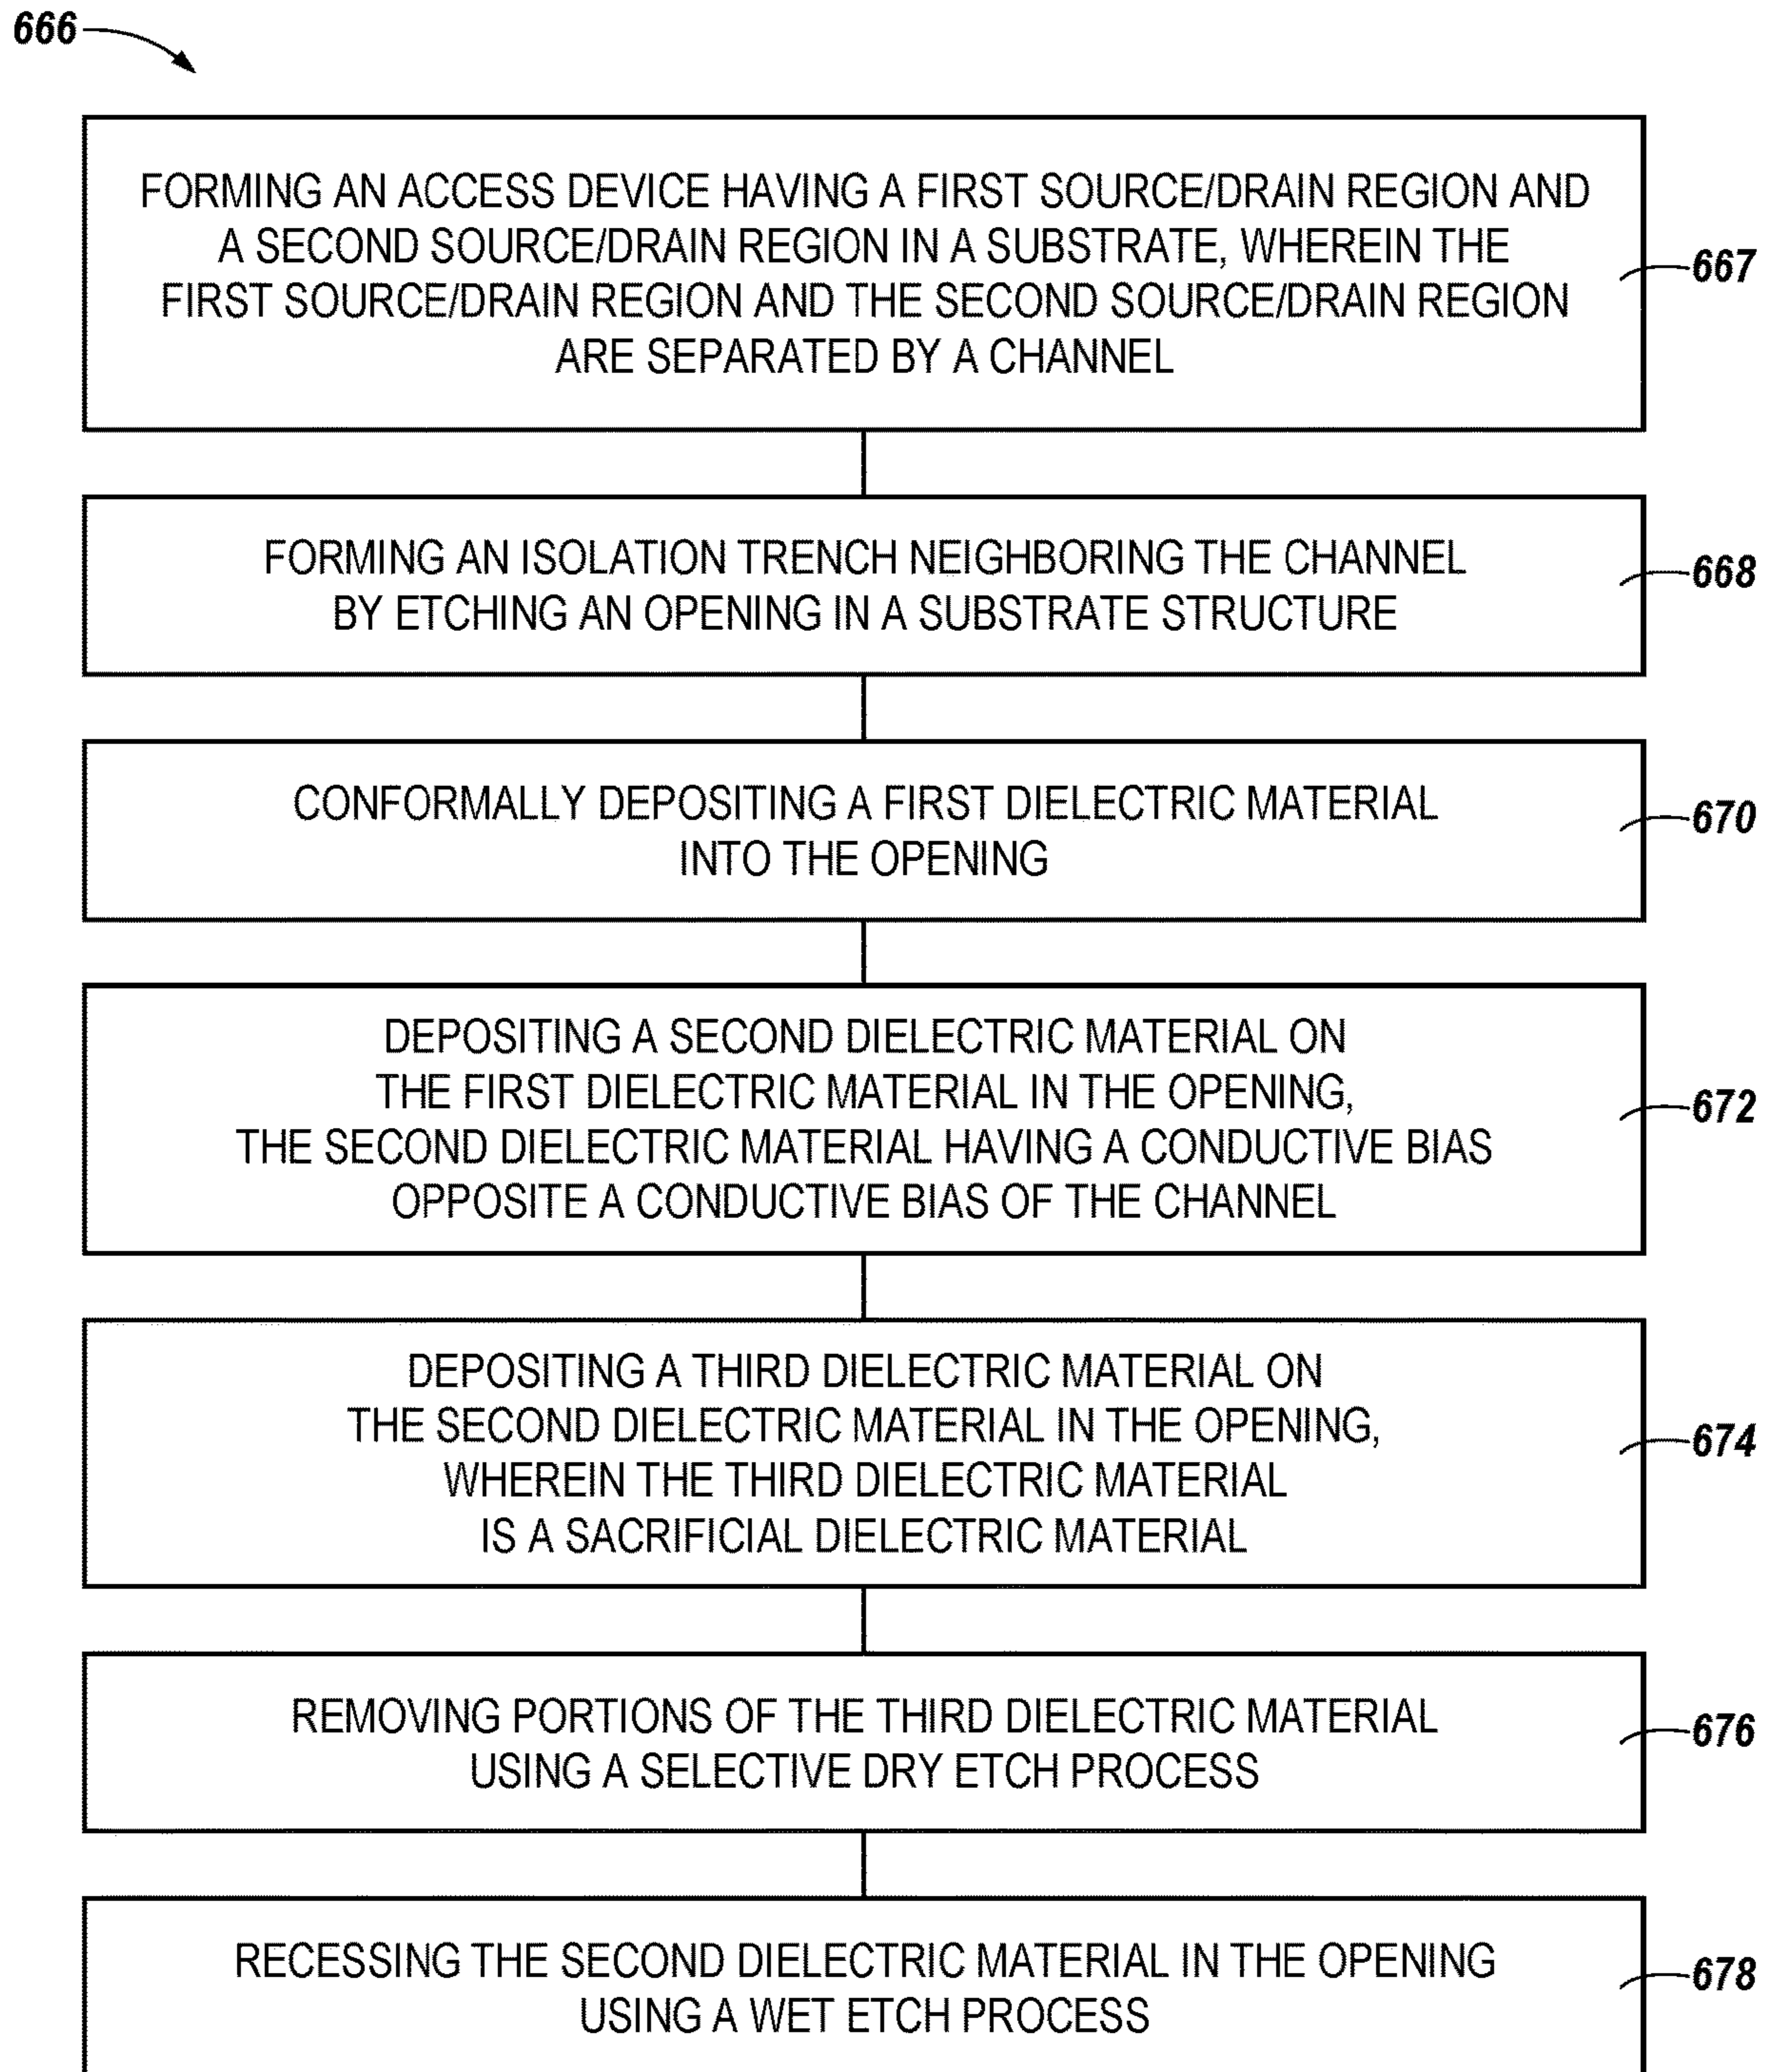 666
FORMING AN ACCESS DEVICE HAVING A FIRST SOURCE/DRAIN REGION AND
A SECOND SOURCE/DRAIN REGION IN A SUBSTRATE, WHEREIN THE
FIRST SOURCE/DRAIN REGION AND THE SECOND SOURCE/DRAIN REGION
ARE SEPARATED BY A CHANNEL
667
FORMING AN ISOLATION TRENCH NEIGHBORING THE CHANNEL
BY ETCHING AN OPENING IN A SUBSTRATE STRUCTURE
668
CONFORMALLY DEPOSITING A FIRST DIELECTRIC MATERIAL
INTO THE OPENING
670
DEPOSITING A SECOND DIELECTRIC MATERIAL ON
THE FIRST DIELECTRIC MATERIAL IN THE OPENING,
THE SECOND DIELECTRIC MATERIAL HAVING A CONDUCTIVE BIAS
OPPOSITE A CONDUCTIVE BIAS OF THE CHANNEL
672
DEPOSITING A THIRD DIELECTRIC MATERIAL ON
THE SECOND DIELECTRIC MATERIAL IN THE OPENING,
WHEREIN THE THIRD DIELECTRIC MATERIAL
IS A SACRIFICIAL DIELECTRIC MATERIAL
674
REMOVING PORTIONS OF THE THIRD DIELECTRIC MATERIAL
USING A SELECTIVE DRY ETCH PROCESS
676
RECESSING THE SECOND DIELECTRIC MATERIAL IN THE OPENING
USING A WET ETCH PROCESS
678